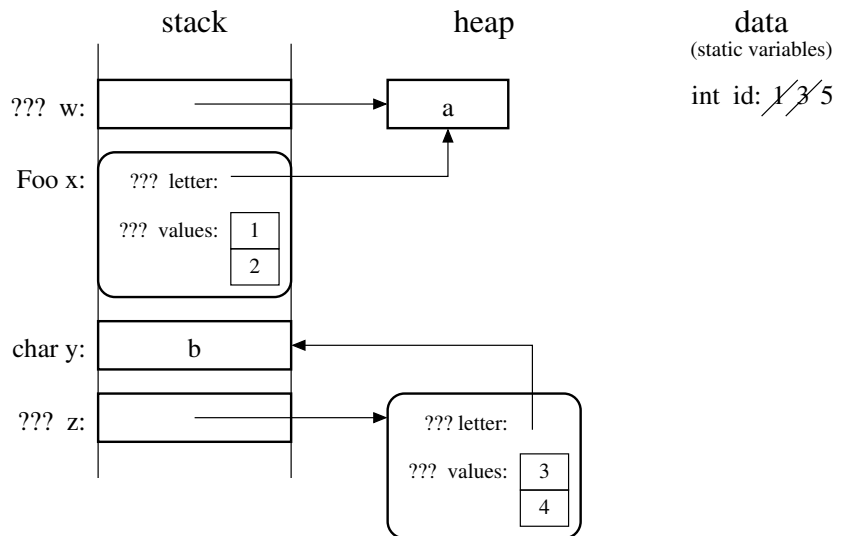 stack heap data
(static variables)
??? w: a int id: 1 3 5
Foo x: ??? letter:
??? values: 1
2
char y: b
??? z: ??? letter:
??? values: 3
4